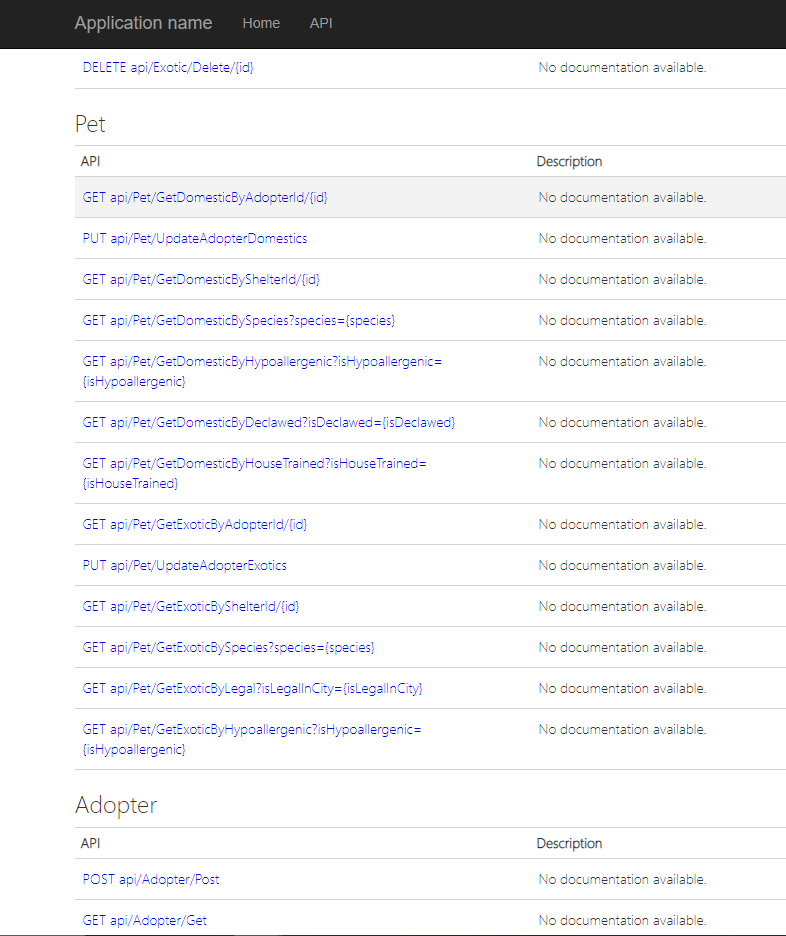 Application name Home API
DELETE api/Exotic/Delete/{id} No documentation available.
Pet
API Description
GET api/Pet/GetDomesticByAdopterId/{id} No documentation available.
PUT api/Pet/UpdateAdopterDomestics No documentation available.
GET api/Pet/GetDomesticByShelterId/{id} No documentation available.
GET api/Pet/GetDomesticBySpecies?species={species} No documentation available.
GET api/Pet/GetDomesticByHypoallergenic?isHypoallergenic= No documentation available.
{isHypoallergenic}
GET api/Pet/GetDomesticByDeclawed?isDeclawed={isDeclawed} No documentation available.
GET api/Pet/GetDomesticByHouseTrained?isHouseTrained= No documentation available.
{isHouseTrained}
GET api/Pet/GetExoticByAdopterId/{id} No documentation available.
PUT api/Pet/UpdateAdopterExotics No documentation available.
GET api/Pet/GetExoticByShelterId/{id} No documentation available.
GET api/Pet/GetExoticBySpecies?species={species} No documentation available.
GET api/Pet/GetExoticByLegal?isLegalInCity={isLegalInCity} No documentation available.
GET api/Pet/GetExoticByHypoallergenic?isHypoallergenic= No documentation available.
{isHypoallergenic}
Adopter
API Description
POST api/Adopter/Post No documentation available.
GET api/Adopter/Get No documentation available.